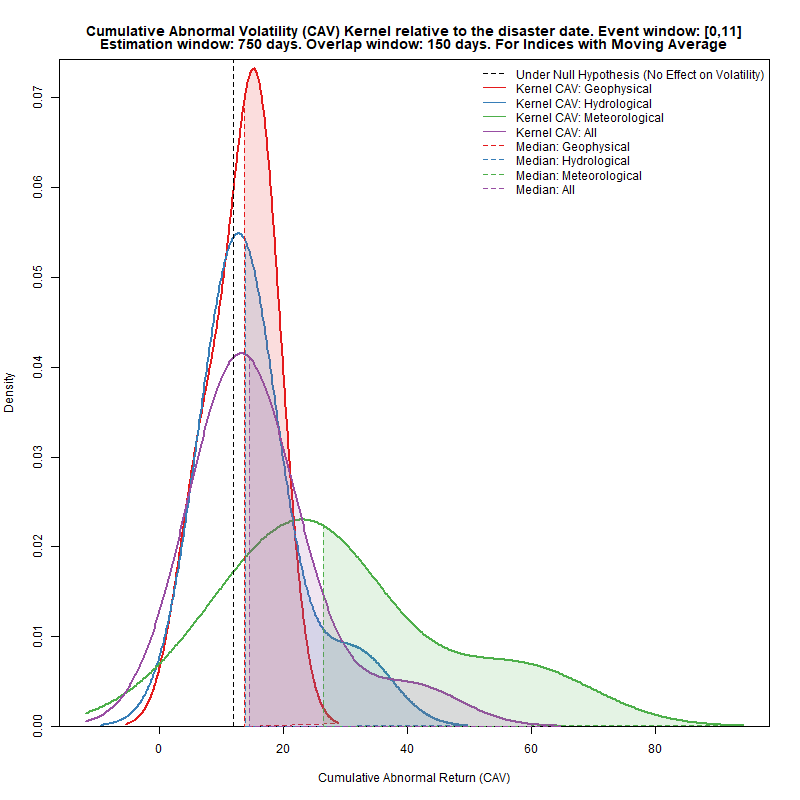 Cumulative Abnormal Volatility (CAV) Kernel relative to the disaster date. Event window: [0,11]
Estimation window: 750 days. Overlap window: 150 days. For Indices with Moving Average
Under Null Hypothesis (No Effect on Volatility)
Kernel CAV: Geophysical
Kernel CAV: Hydrological
Kernel CAV: Meteorological
Kernel CAV: All
Median: Geophysical
Median: Hydrological
Median: Meteorological
Median: All
Density
0.07
0.06
0.05
0.04
0.03
0.02
0.01
0.00
0 20 40 60 80
Cumulative Abnormal Return (CAV)